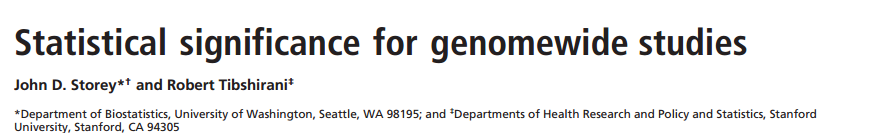 Statistical significance for genomewide studies
John D. Storey*† and Robert Tibshirani‡
*Department of Biostatistics, University of Washington, Seattle, WA 98195; and ‡Departments of Health Research and Policy and Statistics, Stanford
University, Stanford, CA 94305